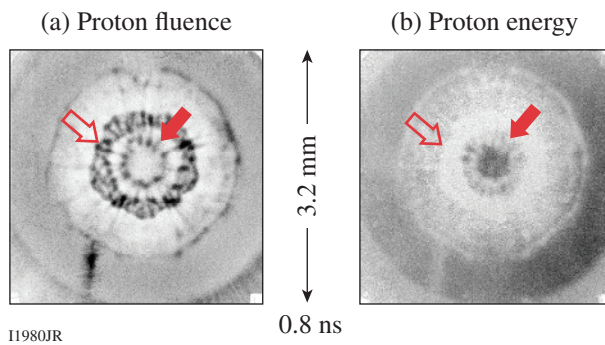 (a) Proton fluence
(b) Proton energy
3.2 mm
0.8 ns
I1980JR